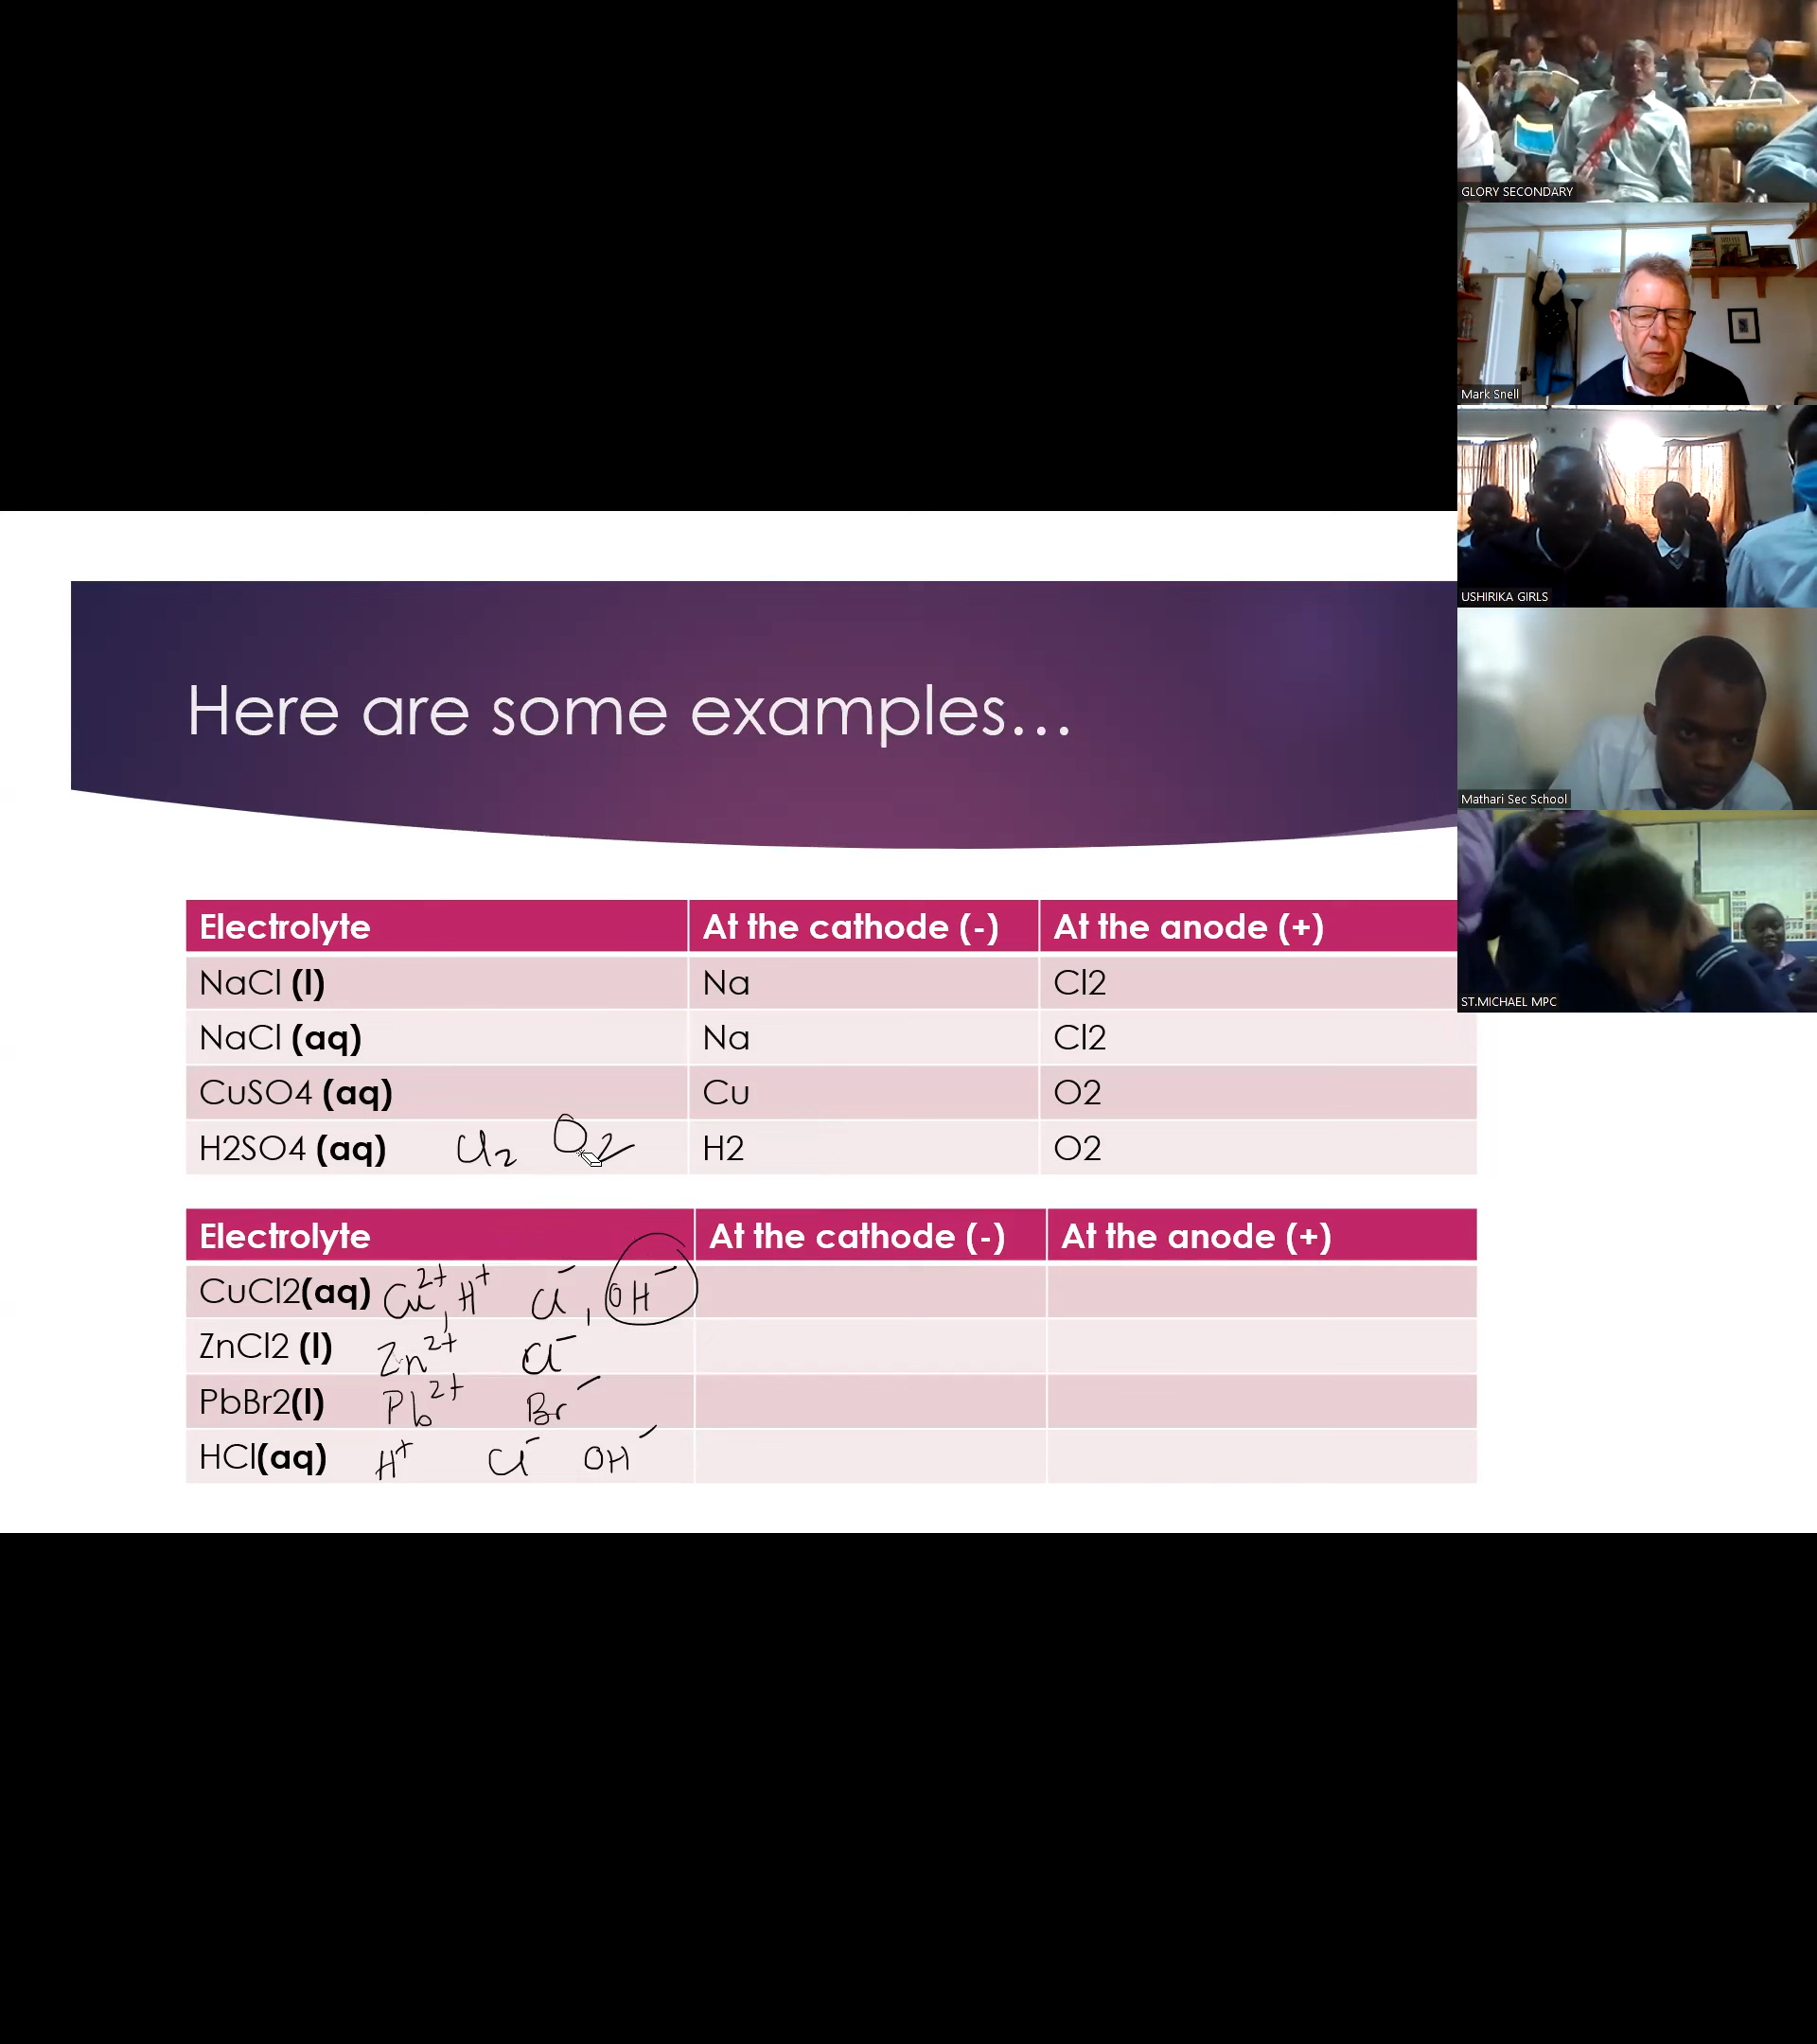 GLORY SECONDARY
Mark Snell
USHIRIKA GIRLS
Mathari Sec School
ST.MICHAEL MPC
Here are some examples...
Electrolyte At the cathode (-) At the anode (+)
NaCl (l) Na Cl2
NaCl (aq) Na Cl2
CuSO4 (aq) Cu O2
H2SO4 (aq) Cl₂ O₂ H2 O2
Electrolyte At the cathode (-) At the anode (+)
CuCl2(aq) Cu²⁺, H⁺ Cl⁻, OH⁻
ZnCl2 (l) Zn²⁺ Cl⁻
PbBr2(l) Pb²⁺ Br⁻
HCl(aq) H⁺ Cl⁻ OH⁻